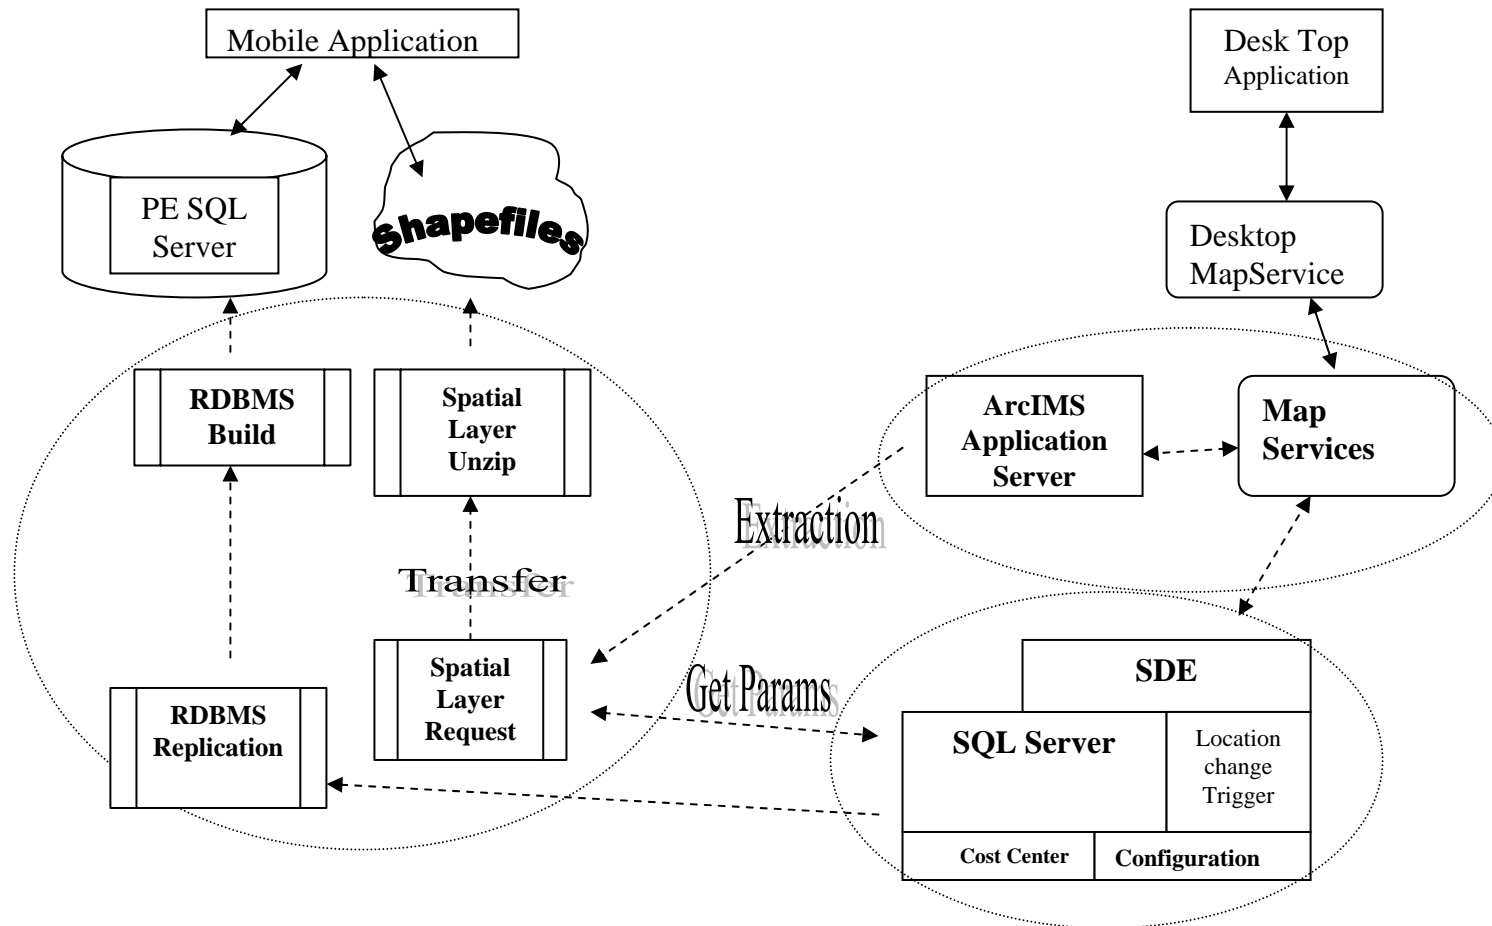 Mobile Application
Desk Top
Application
PE SQL
Server
Shapefiles
Desktop
MapService
RDBMS
Build
Spatial
Layer
Unzip
ArcIMS
Application
Server
Map
Services
Extraction
Transfer
Spatial
Layer
Request
Get Params
RDBMS
Replication
SDE
SQL Server
Location
change
Trigger
Cost Center
Configuration